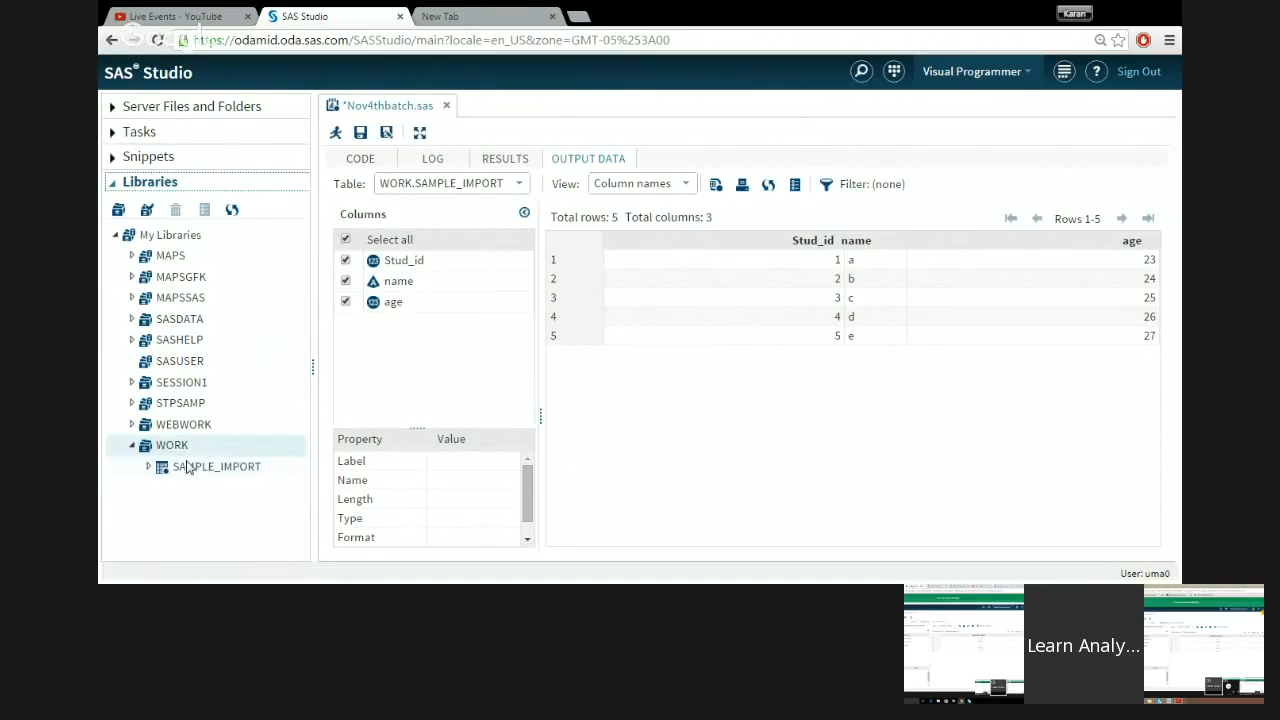 Live Events - YouTube
SAS Studio
New Tab
Karan
https://odamid.oda.sas.com/SASStudio/main?locale=en_US&zone=GMT-05%253A00
SAS® Studio
Visual Programmer
Sign Out
Server Files and Folders
Tasks
Snippets
Libraries
My Libraries
MAPS
MAPSGFK
MAPSSAS
SASDATA
SASHELP
SASUSER
SESSION1
STPSAMP
WEBWORK
WORK
SAMPLE_IMPORT
*Nov4thbatch.sas
CODE LOG RESULTS OUTPUT DATA
Table: WORK.SAMPLE_IMPORT View: Column names Filter: (none)
Columns
Select all
Stud_id
name
age
Property Value
Label
Name
Length
Type
Format
Total rows: 5 Total columns: 3 Rows 1-5
Stud_id name age
1 1 a 23
2 2 b 24
3 3 c 25
4 4 d 26
5 5 e 27
User: uma0
Learn Analy...